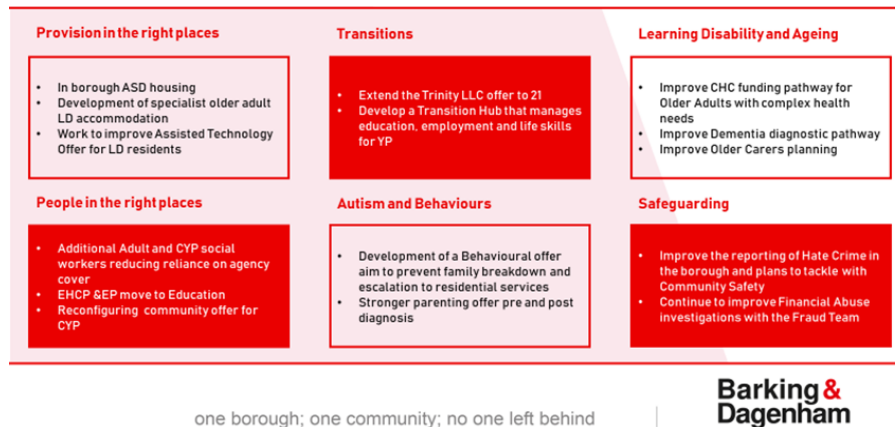 Provision in the right places
• In borough ASD housing
• Development of specialist older adult
LD accommodation
• Work to improve Assisted Technology
Offer for LD residents
Transitions
• Extend the Trinity LLC offer to 21
• Develop a Transition Hub that manages
education, employment and life skills
for YP
Learning Disability and Ageing
• Improve CHC funding pathway for
Older Adults with complex health
needs
• Improve Dementia diagnostic pathway
• Improve Older Carers planning
People in the right places
• Additional Adult and CYP social
workers reducing reliance on agency
cover
• EHCP &EP move to Education
• Reconfiguring community offer for
CYP
Autism and Behaviours
• Development of a Behavioural offer
aim to prevent family breakdown and
escalation to residential services
• Stronger parenting offer pre and post
diagnosis
Safeguarding
• Improve the reporting of Hate Crime in
the borough and plans to tackle with
Community Safety
• Continue to improve Financial Abuse
investigations with the Fraud Team
one borough; one community; no one left behind
Barking &
Dagenham